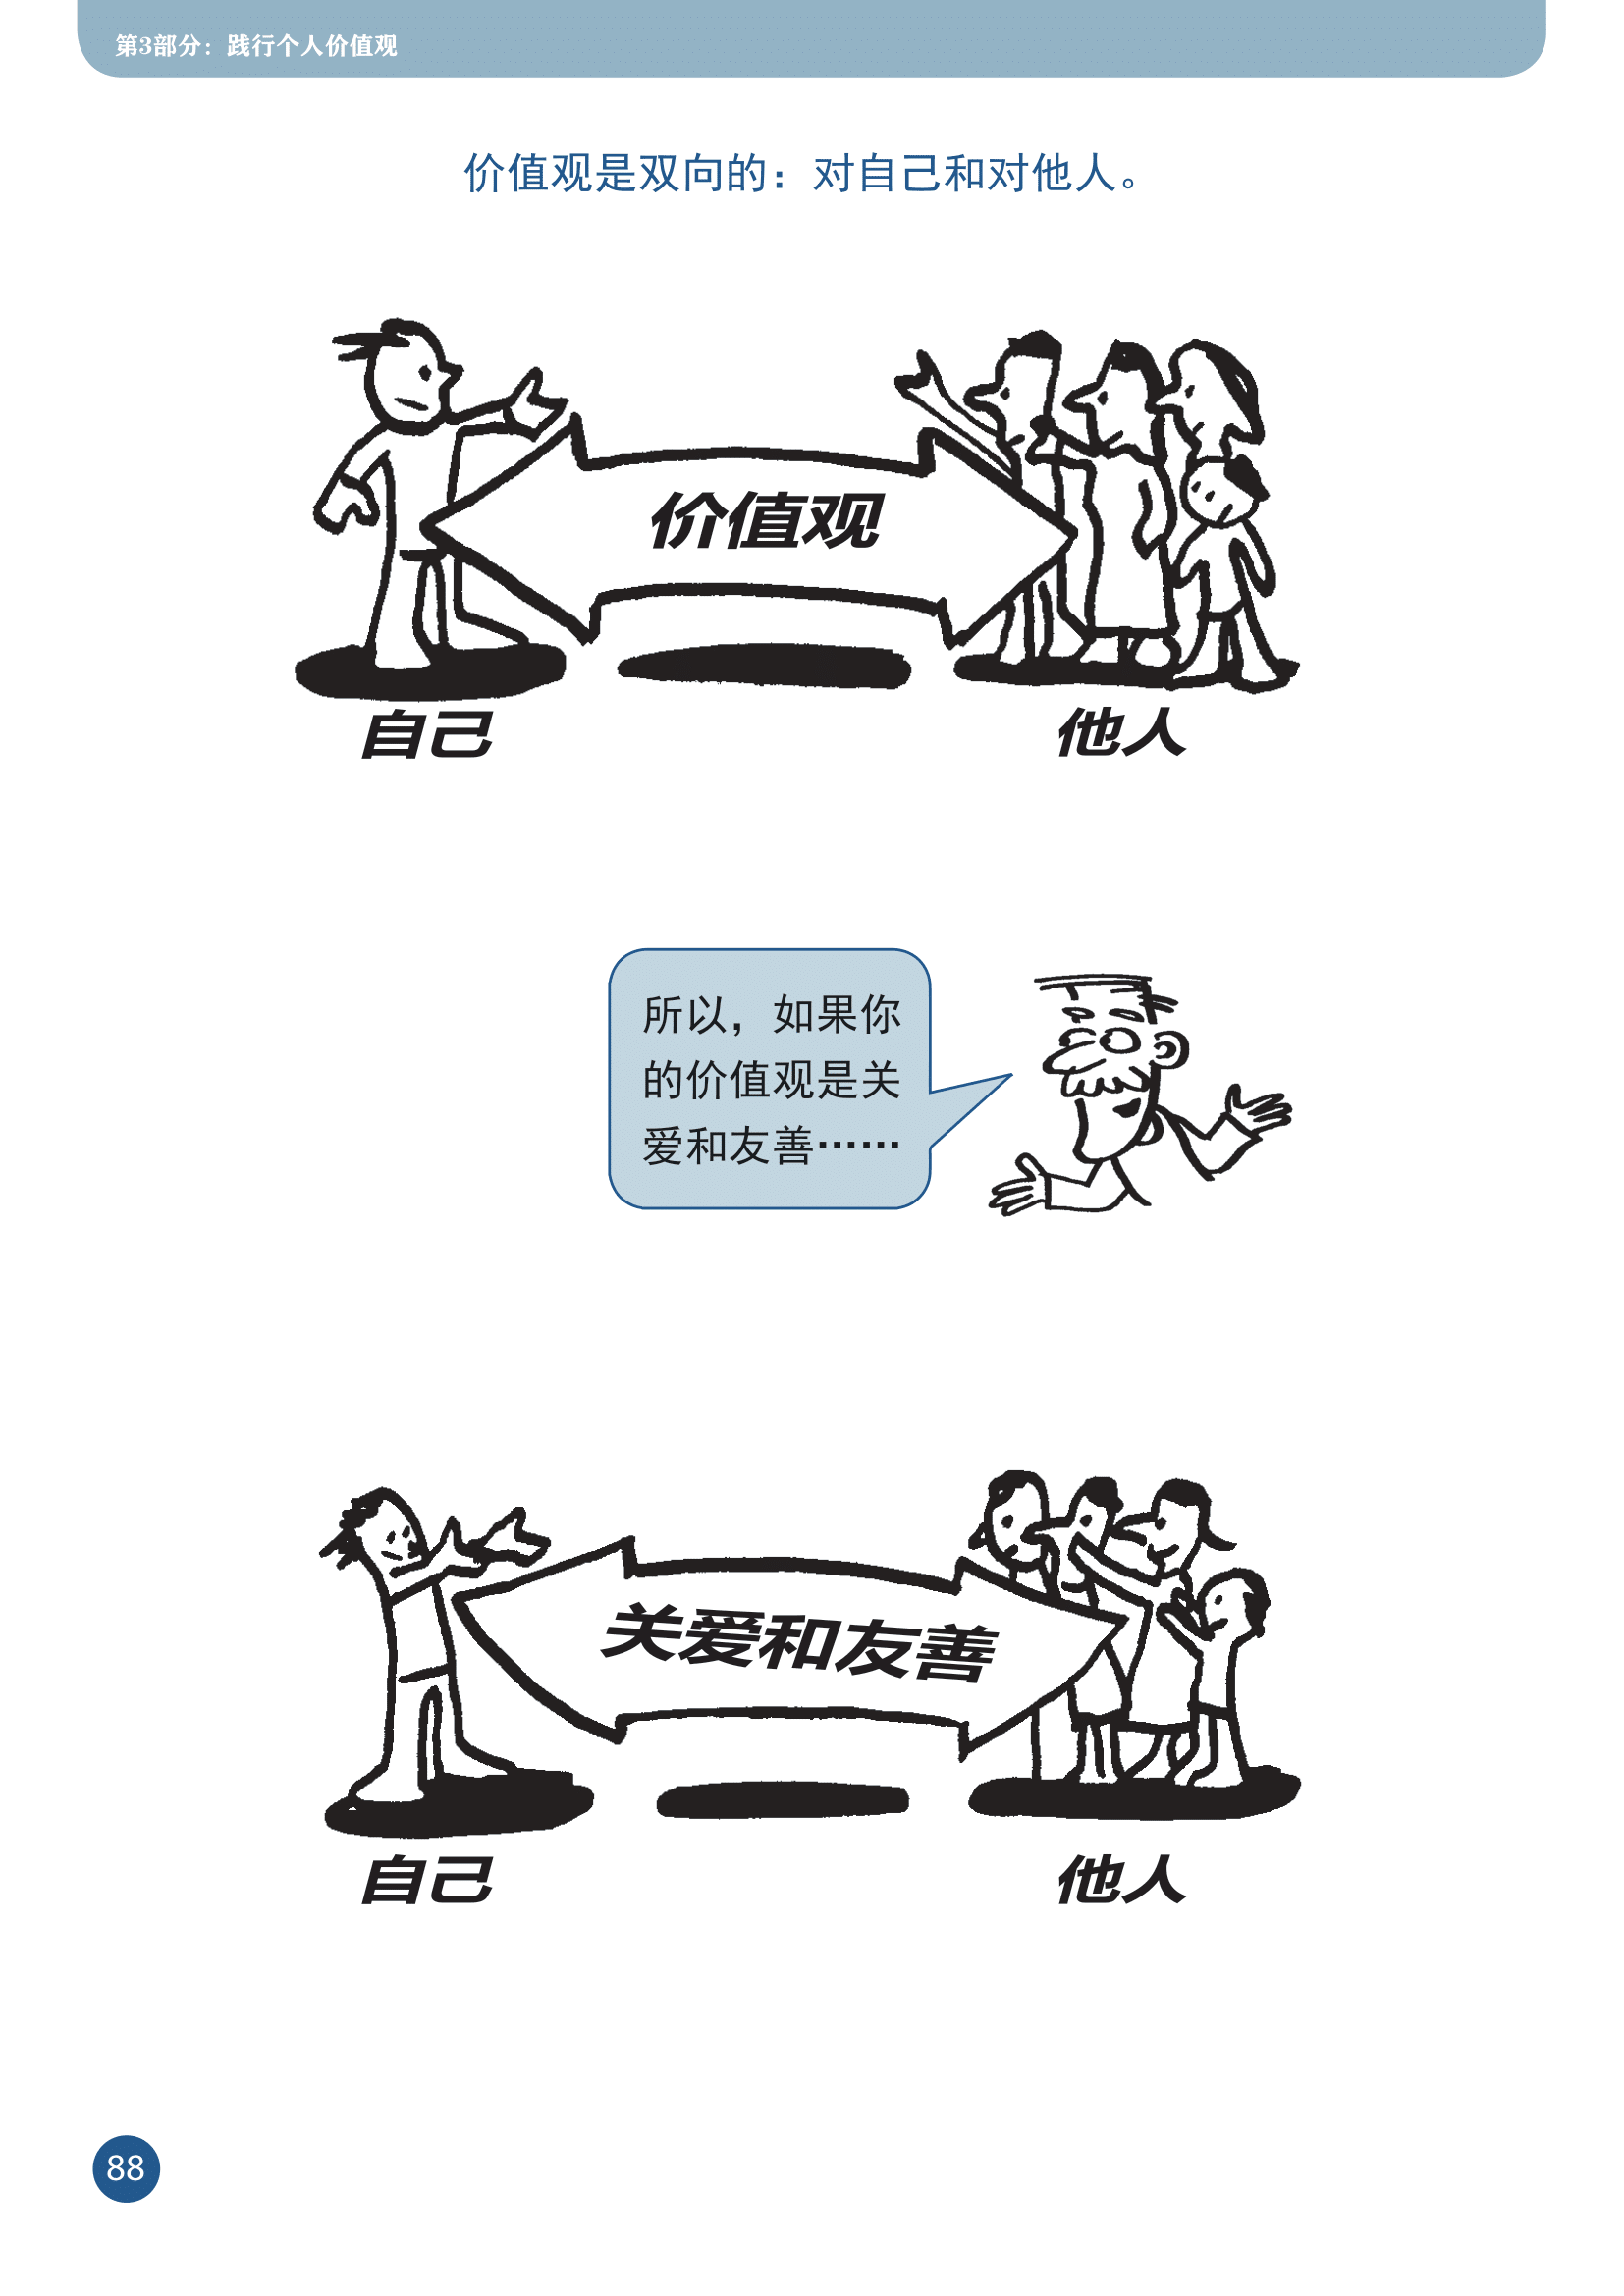 第3部分：践行个人价值观
价值观是双向的：对自己和对他人。
价值观
自己
他人
所以，如果你
的价值观是关
爱和友善……
关爱和友善
自己
他人
88